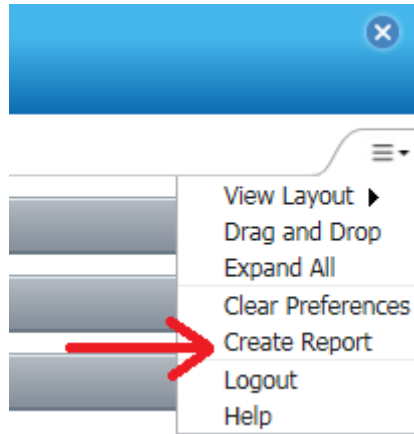 View Layout
Drag and Drop
Expand All
Clear Preferences
Create Report
Logout
Help